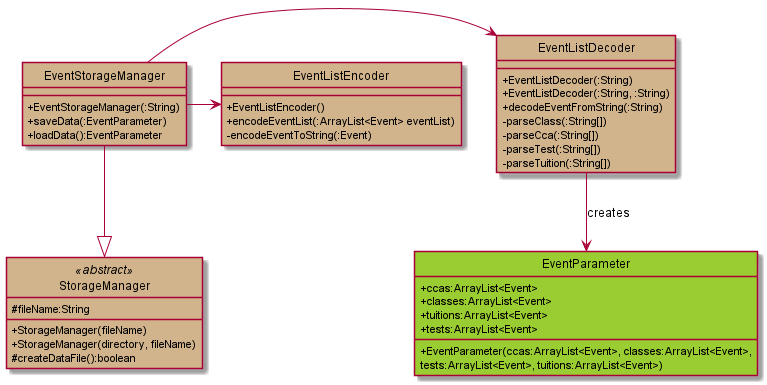 EventStorageManager
+EventStorageManager(:String)
+saveData(:EventParameter)
+loadData():EventParameter
EventListEncoder
+EventListEncoder()
+encodeEventList(:ArrayList<Event> eventList)
-encodeEventToString(:Event)
EventListDecoder
+EventListDecoder(:String)
+EventListDecoder(:String, :String)
+decodeEventFromString(:String)
-parseClass(:String[])
-parseCca(:String[])
-parseTest(:String[])
-parseTuition(:String[])
creates
«abstract»
StorageManager
#fileName:String
+StorageManager(fileName)
+StorageManager(directory, fileName)
#createDataFile():boolean
EventParameter
+ccas:ArrayList<Event>
+classes:ArrayList<Event>
+tuitions:ArrayList<Event>
+tests:ArrayList<Event>
+EventParameter(ccas:ArrayList<Event>, classes:ArrayList<Event>,
tests:ArrayList<Event>, tuitions:ArrayList<Event>)